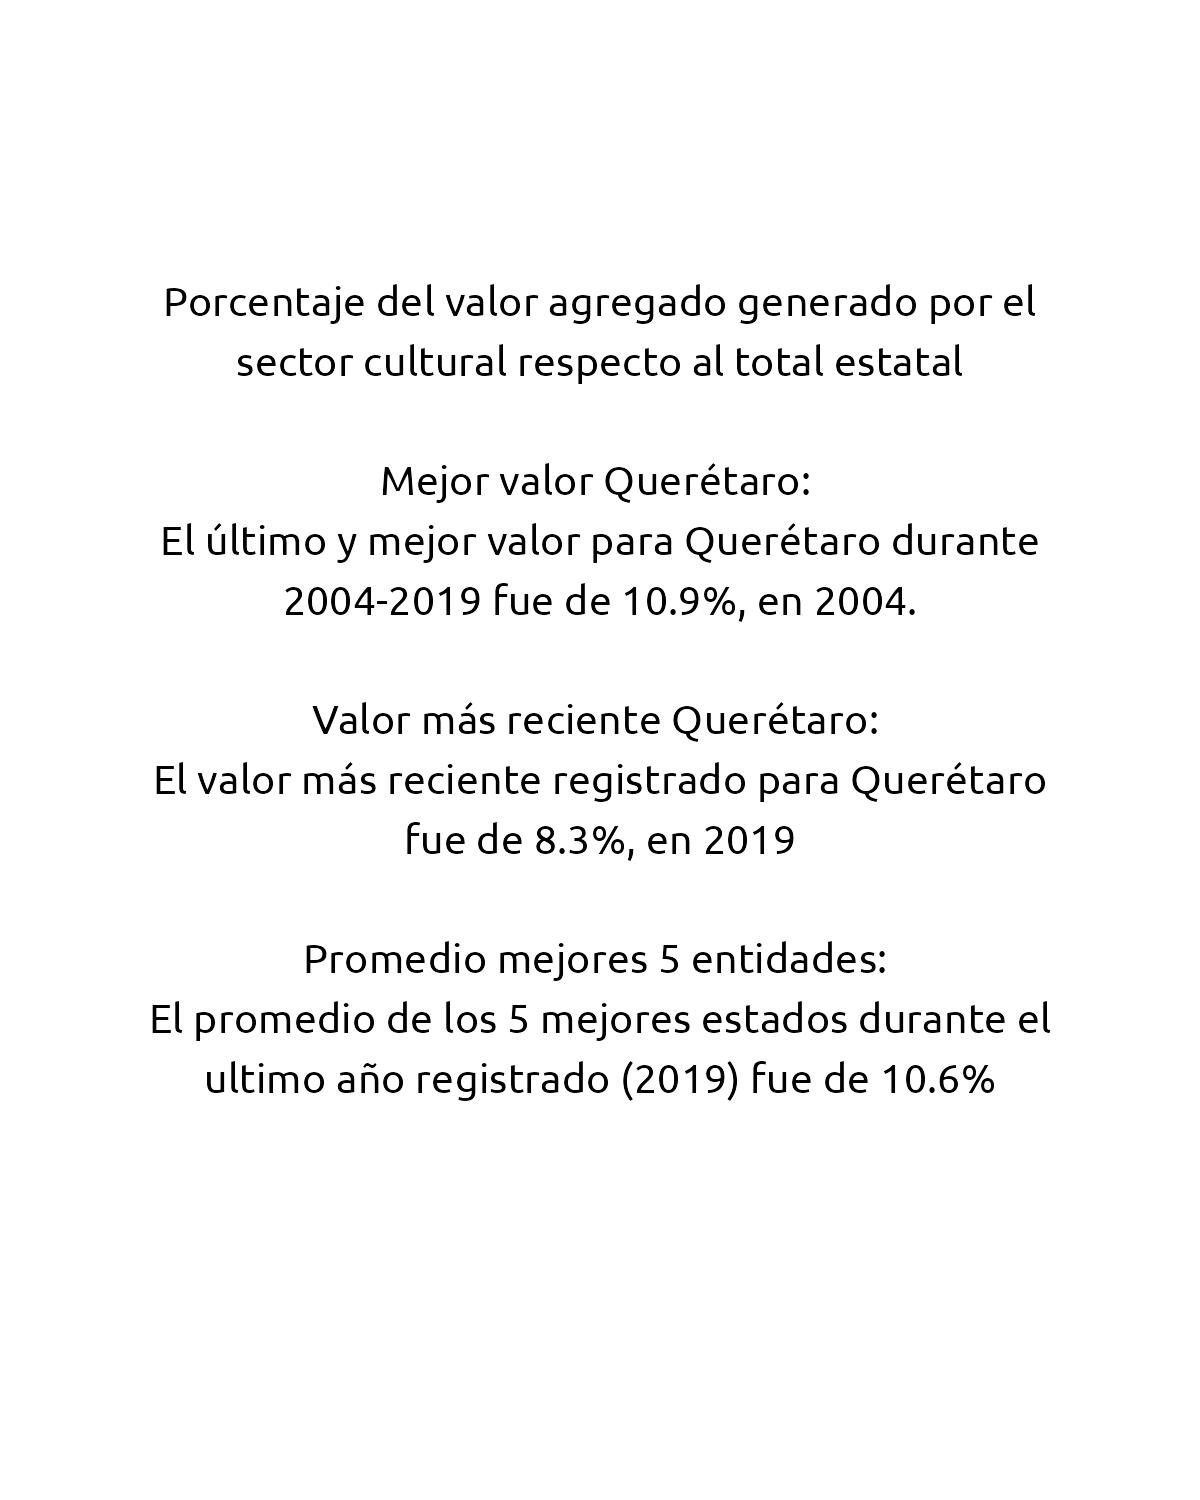 Porcentaje del valor agregado generado por el
sector cultural respecto al total estatal
Mejor valor Querétaro:
El último y mejor valor para Querétaro durante
2004-2019 fue de 10.9%, en 2004.
Valor más reciente Querétaro:
El valor más reciente registrado para Querétaro
fue de 8.3%, en 2019
Promedio mejores 5 entidades:
El promedio de los 5 mejores estados durante el
ultimo año registrado (2019) fue de 10.6%